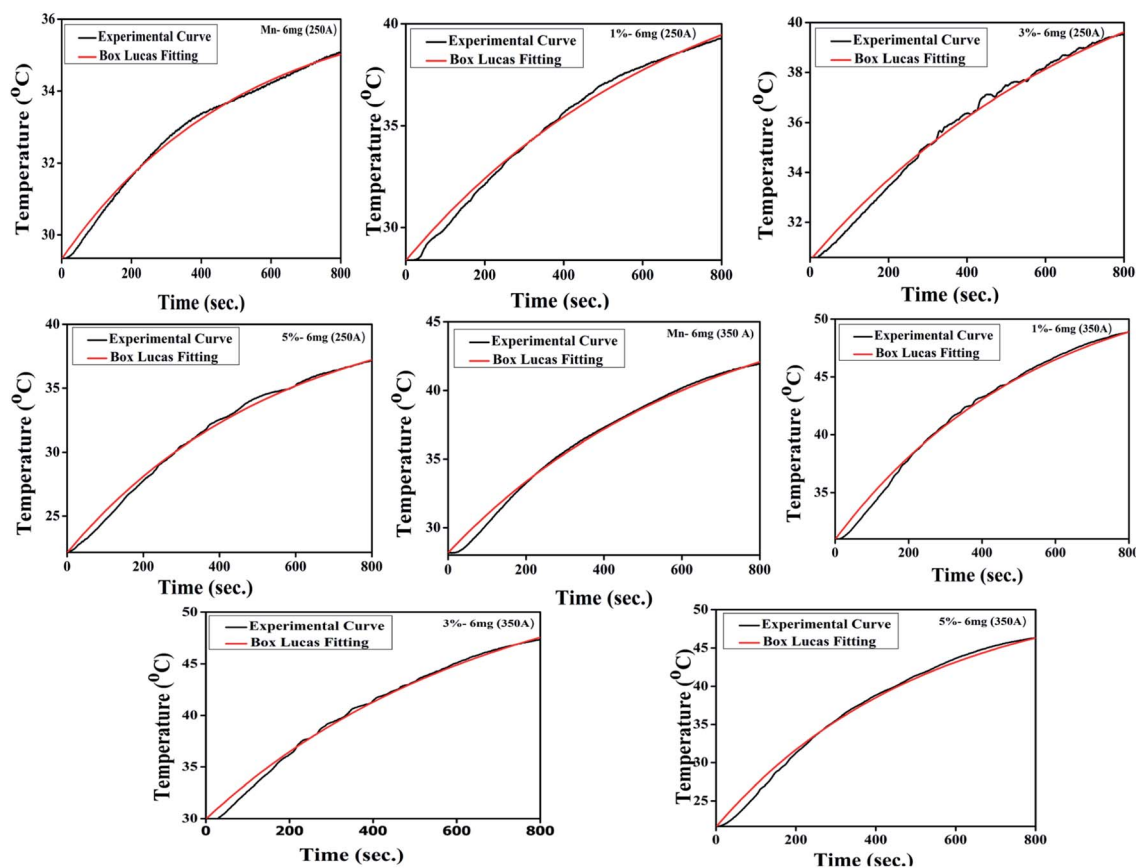 Mn- 6mg (250A)
Experimental Curve
Box Lucas Fitting
Temperature (⁰C)
36
34
32
30
0 200 400 600 800
Time (sec.)
1%- 6mg (250A)
Experimental Curve
Box Lucas Fitting
Temperature (⁰C)
40
35
30
0 200 400 600 800
Time (sec.)
3%- 6mg (250A)
Experimental Curve
Box Lucas Fitting
Temperature (⁰C)
40
38
36
34
32
0 200 400 600 800
Time (sec.)
5%- 6mg (250A)
Experimental Curve
Box Lucas Fitting
Temperature (⁰C)
40
35
30
25
0 200 400 600 800
Time (sec.)
Mn- 6mg (350 A)
Experimental Curve
Box Lucas Fitting
Temperature (⁰C)
45
40
35
30
0 200 400 600 800
Time (sec.)
1%- 6mg (350 A)
Experimental Curve
Box Lucas Fitting
Temperature (⁰C)
50
45
40
35
0 200 400 600 800
Time (sec.)
3%- 6mg (350A)
Experimental Curve
Box Lucas Fitting
Temperature (⁰C)
50
45
40
35
30
0 200 400 600 800
Time (sec.)
5%- 6mg (350A)
Experimental Curve
Box Lucas Fitting
Temperature (⁰C)
50
45
40
35
30
25
0 200 400 600 800
Time (sec.)